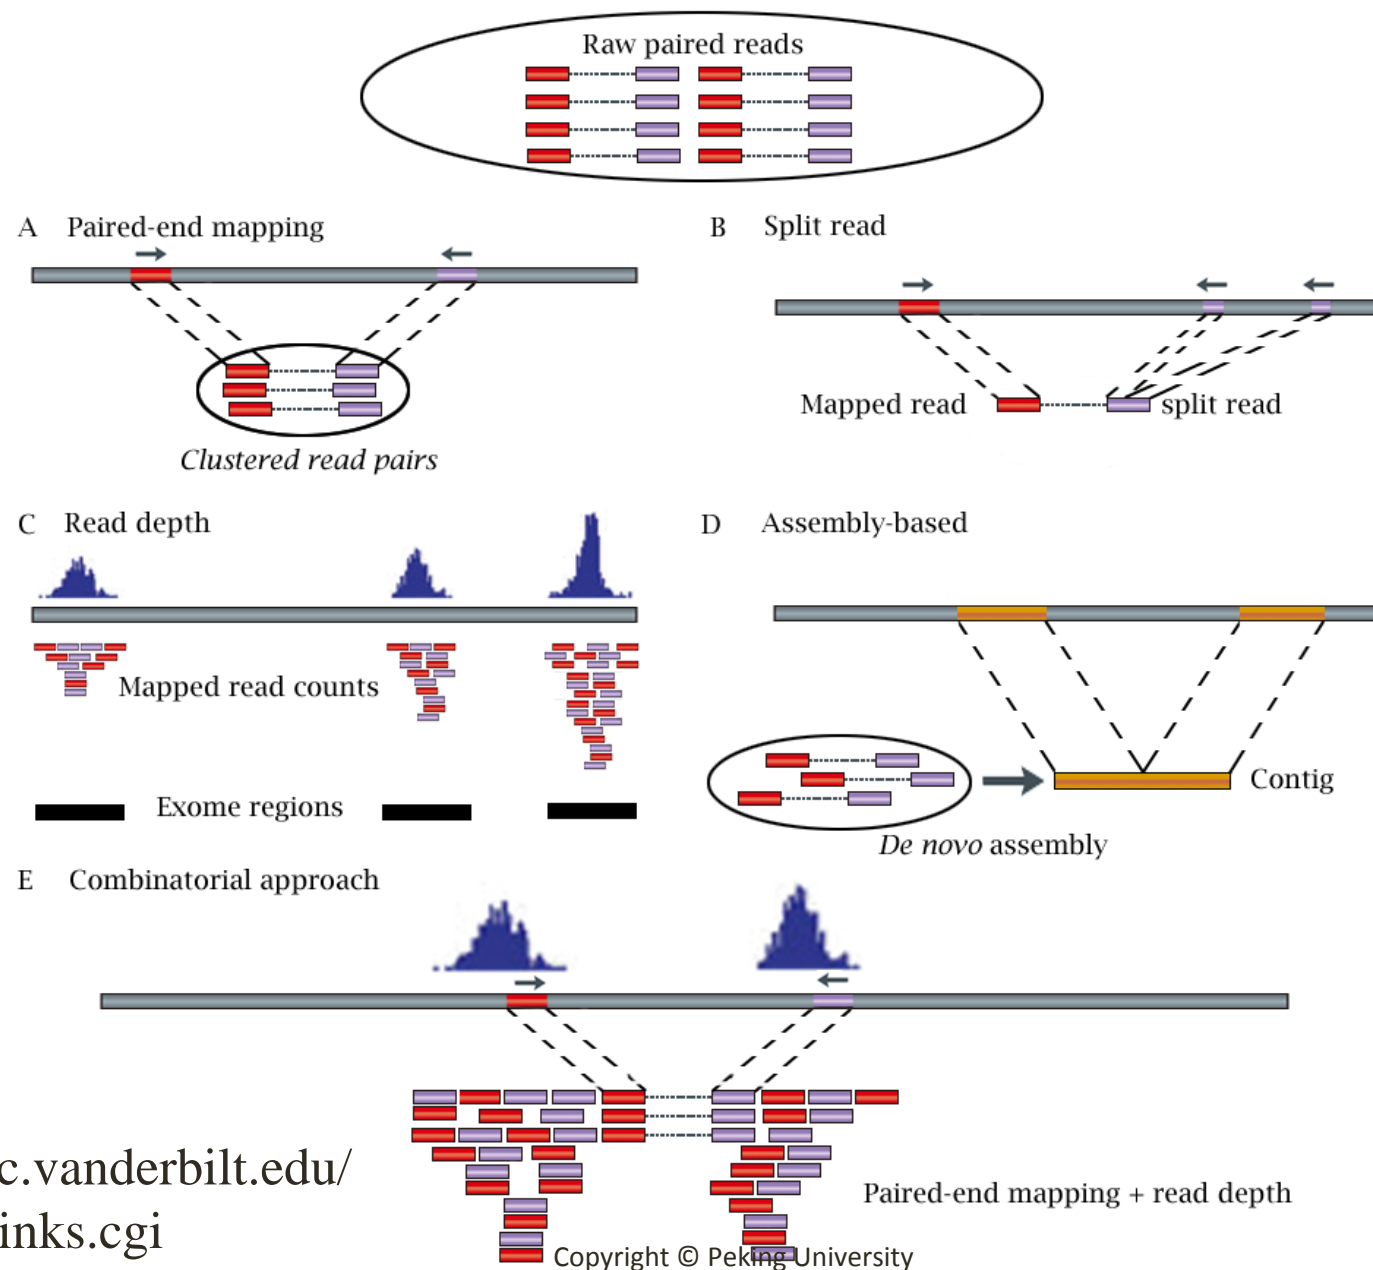 Raw paired reads
A Paired-end mapping
Clustered read pairs
B Split read
Mapped read
split read
C Read depth
Mapped read counts
Exome regions
D Assembly-based
Contig
De novo assembly
E Combinatorial approach
Paired-end mapping + read depth
c.vanderbilt.edu/
inks.cgi
Copyright © Peking University